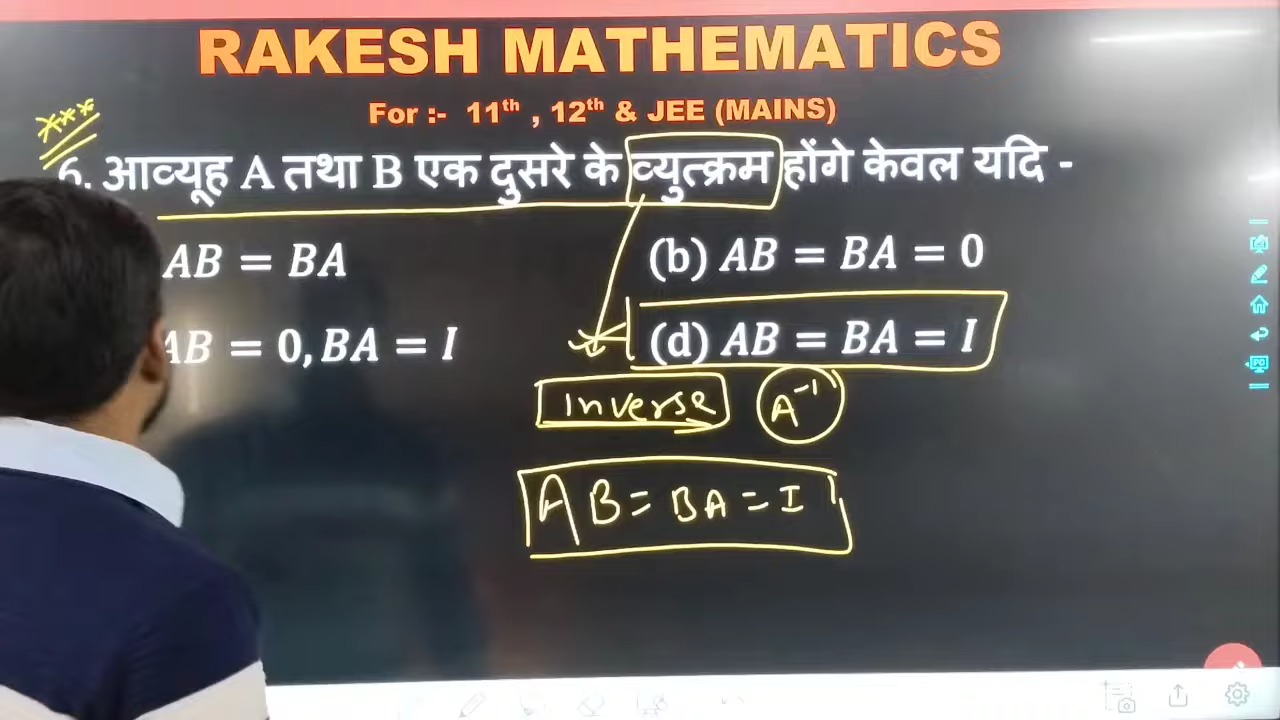 RAKESH MATHEMATICS
For :- 11th , 12th & JEE (MAINS)
***
6. आव्यूह A तथा B एक दुसरे के व्युत्क्रम होंगे केवल यदि -
AB = BA
(b) AB = BA = 0
AB = 0, BA = I
(d) AB = BA = I
Inverse
A⁻¹
AB = BA = I